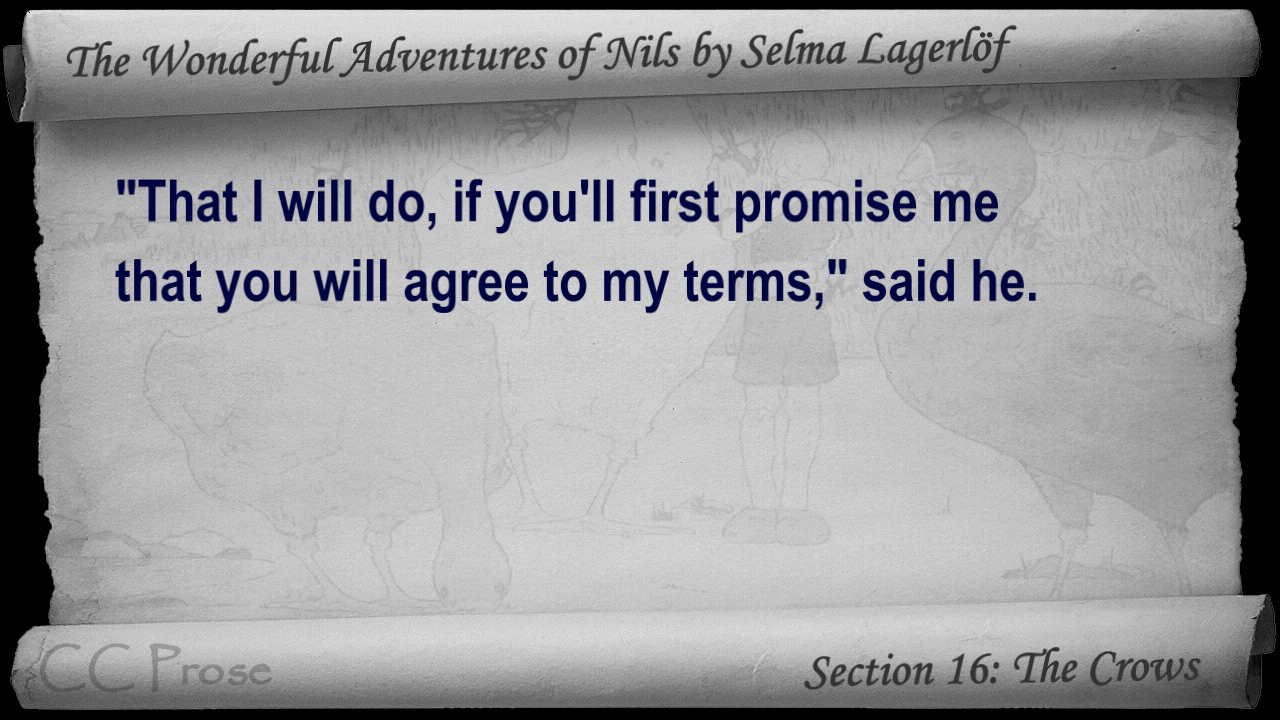 The Wonderful Adventures of Nils by Selma Lagerlöf
"That I will do, if you'll first promise me
that you will agree to my terms," said he.
CC Prose
Section 16: The Crows